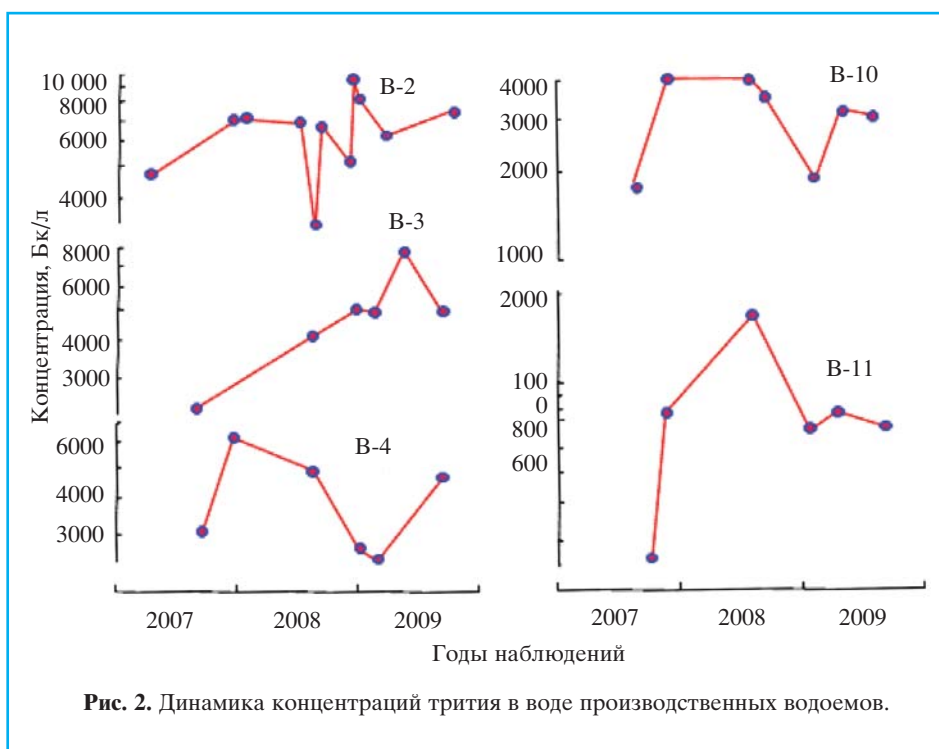 Концентрация, Бк/л
10 000
8000
6000
4000
В-2
8000
6000
4000
3000
В-3
6000
4000
3000
В-4
2007 2008 2009
4000
3000
2000
1000
В-10
2000
100
0
800
600
В-11
2007 2008 2009
Годы наблюдений
Рис. 2. Динамика концентраций трития в воде производственных водоемов.